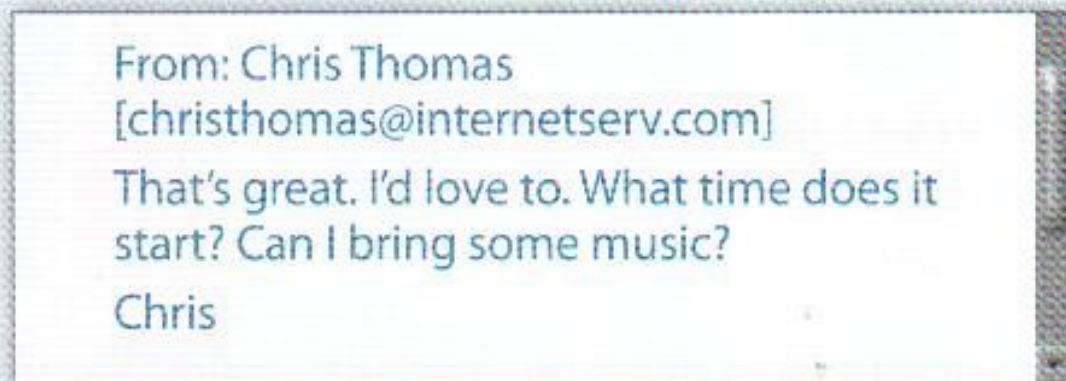 From: Chris Thomas
[christhomas@internetserv.com]
That's great. I'd love to. What time does it
start? Can I bring some music?
Chris